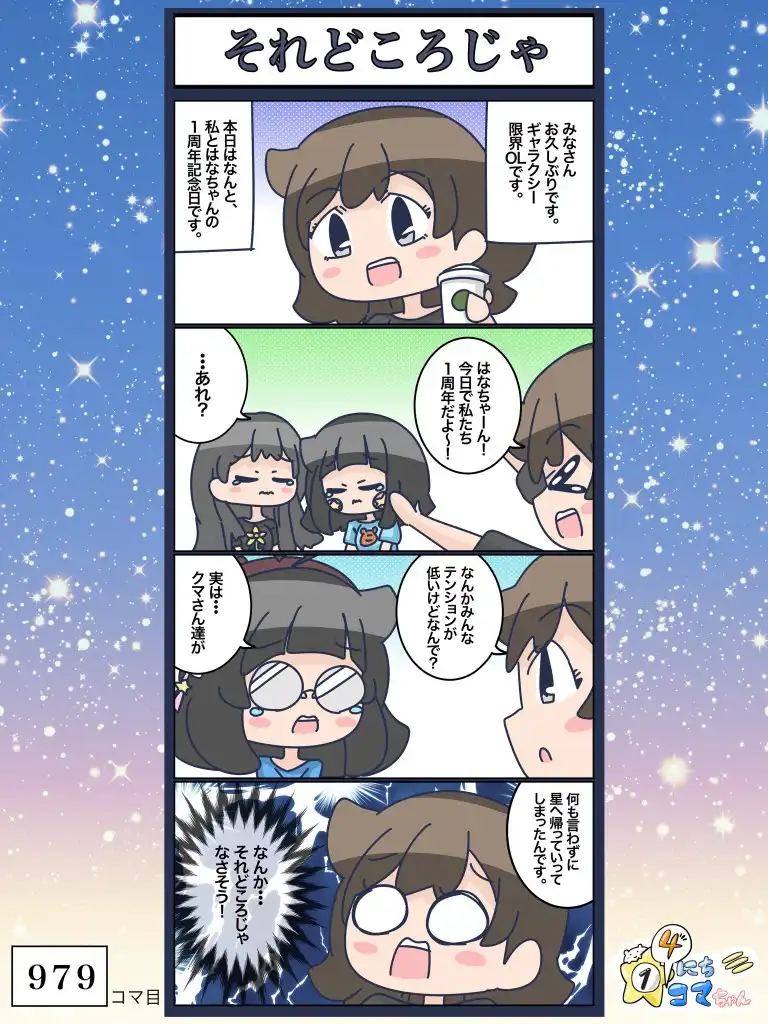 それどころじゃ
みなさん
お久しぶりです。
ギャラクシー
限界OLです。
本日はなんと、
私とはなちゃんの
1周年記念日です。
はなちゃーん!
今日で私たち
1周年だよ〜!
…あれ?
なんかみんな
テンションが
低いけどなんで?
実は…
クマさん達が
何も言わずに
星へ帰っていって
しまったんです。
なんか…
それどころじゃ
なさそう!
979
コマ目
1
にち
4
コマ
ちゃん